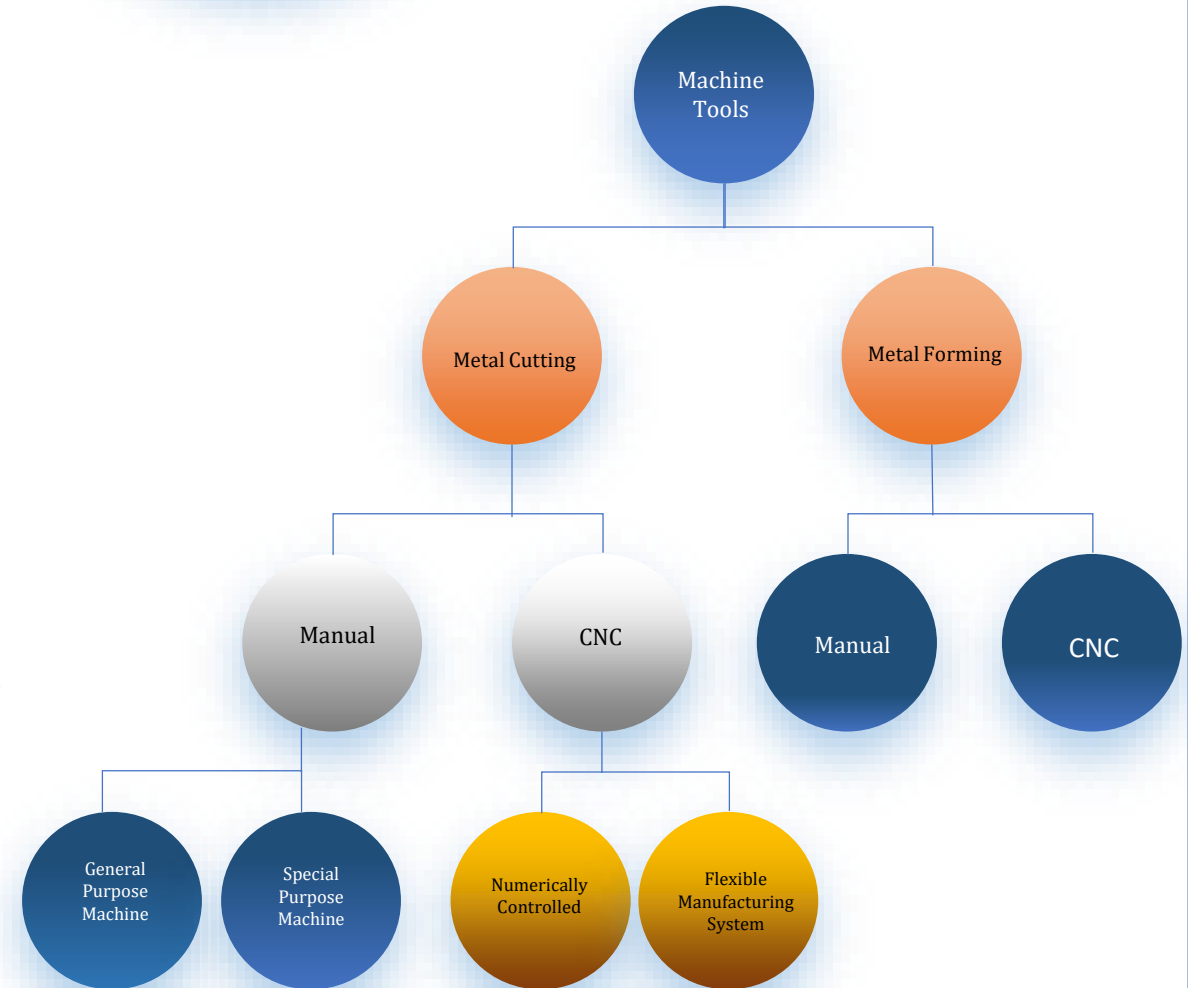 Machine
Tools
Metal Cutting
Metal Forming
Manual
CNC
Manual
CNC
General
Purpose
Machine
Special
Purpose
Machine
Numerically
Controlled
Flexible
Manufacturing
System